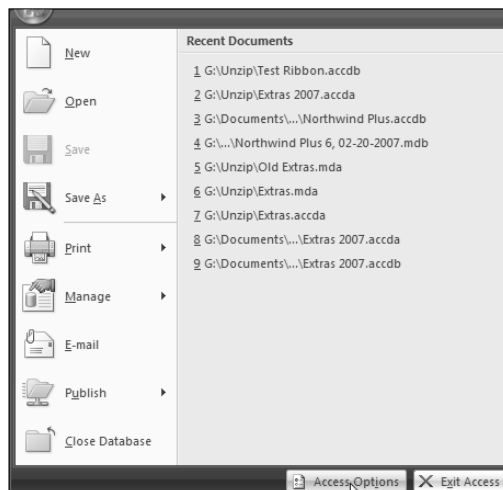 New
Open
Save
Save As
Print
Manage
E-mail
Publish
Close Database
Recent Documents
1 G:\Unzip\Test Ribbon.accdb
2 G:\Unzip\Extras 2007.accda
3 G:\Documents\...\Northwind Plus.accdb
4 G:\...\Northwind Plus 6, 02-20-2007.mdb
5 G:\Unzip\Old Extras.mda
6 G:\Unzip\Extras.mda
7 G:\Unzip\Extras.accda
8 G:\Documents\...\Extras 2007.accda
9 G:\Documents\...\Extras 2007.accdb
Access Options
Exit Access